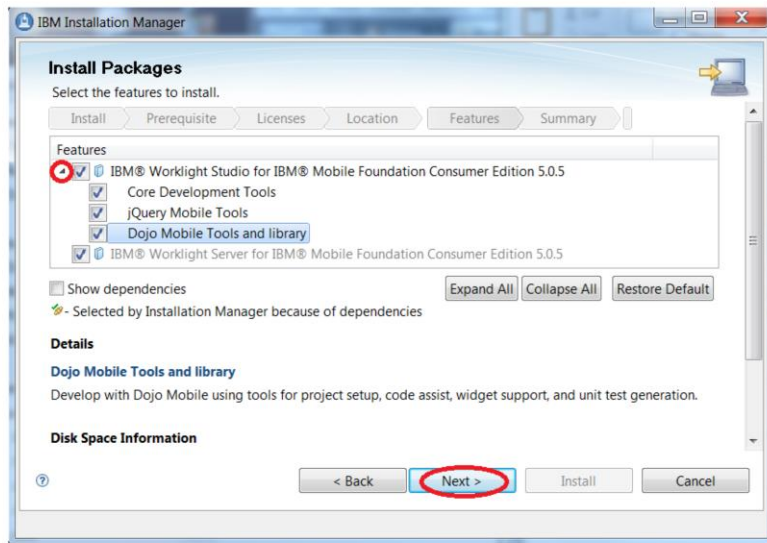 IBM Installation Manager
Install Packages
Select the features to install.
Install Prerequisite Licenses Location Features Summary
Features
IBM® Worklight Studio for IBM® Mobile Foundation Consumer Edition 5.0.5
Core Development Tools
jQuery Mobile Tools
Dojo Mobile Tools and library
IBM® Worklight Server for IBM® Mobile Foundation Consumer Edition 5.0.5
Show dependencies Expand All Collapse All Restore Default
- Selected by Installation Manager because of dependencies
Details
Dojo Mobile Tools and library
Develop with Dojo Mobile using tools for project setup, code assist, widget support, and unit test generation.
Disk Space Information
? < Back Next > Install Cancel